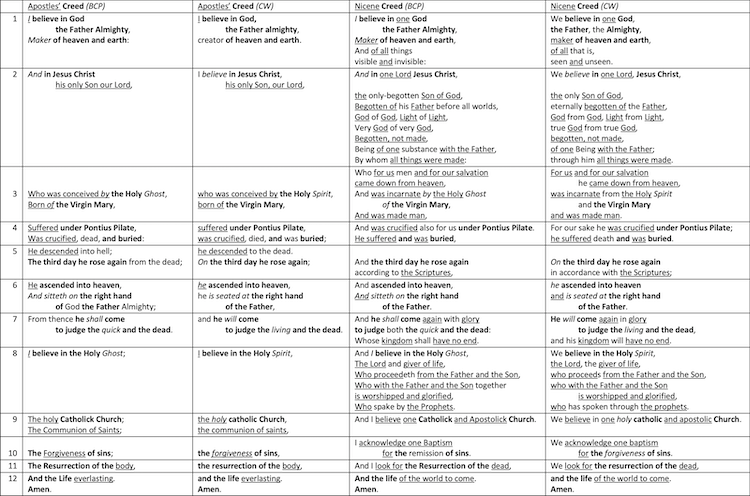 Apostles' Creed (BCP)
Apostles' Creed (CW)
Nicene Creed (BCP)
Nicene Creed (CW)
1
I believe in God
the Father Almighty,
Maker of heaven and earth:
I believe in God,
the Father almighty,
creator of heaven and earth.
I believe in one God
the Father Almighty,
Maker of heaven and earth,
And of all things
visible and invisible:
We believe in one God,
the Father, the Almighty,
maker of heaven and earth,
of all that is,
seen and unseen.
2
And in Jesus Christ
his only Son our Lord,
I believe in Jesus Christ,
his only Son, our Lord,
And in one Lord Jesus Christ,
the only-begotten Son of God,
Begotten of his Father before all worlds,
God of God, Light of Light,
Very God of very God,
Begotten, not made,
Being of one substance with the Father,
By whom all things were made:
We believe in one Lord, Jesus Christ,
the only Son of God,
eternally begotten of the Father,
God from God, Light from Light,
true God from true God,
begotten, not made,
of one Being with the Father;
through him all things were made.
3
Who was conceived by the Holy Ghost,
Born of the Virgin Mary,
who was conceived by the Holy Spirit,
born of the Virgin Mary,
Who for us men and for our salvation
came down from heaven,
And was incarnate by the Holy Ghost
of the Virgin Mary,
And was made man,
For us and for our salvation
he came down from heaven,
was incarnate from the Holy Spirit
and the Virgin Mary
and was made man.
4
Suffered under Pontius Pilate,
Was crucified, dead, and buried:
suffered under Pontius Pilate,
was crucified, died, and was buried;
And was crucified also for us under Pontius Pilate.
He suffered and was buried,
For our sake he was crucified under Pontius Pilate;
he suffered death and was buried.
5
He descended into hell;
The third day he rose again from the dead;
he descended to the dead.
On the third day he rose again;
And the third day he rose again
according to the Scriptures,
On the third day he rose again
in accordance with the Scriptures;
6
He ascended into heaven,
And sitteth on the right hand
of God the Father Almighty;
he ascended into heaven,
he is seated at the right hand
of the Father,
And ascended into heaven,
And sitteth on the right hand
of the Father.
he ascended into heaven
and is seated at the right hand
of the Father.
7
From thence he shall come
to judge the quick and the dead.
and he will come
to judge the living and the dead.
And he shall come again with glory
to judge both the quick and the dead:
Whose kingdom shall have no end.
He will come again in glory
to judge the living and the dead,
and his kingdom will have no end.
8
I believe in the Holy Ghost;
I believe in the Holy Spirit,
And I believe in the Holy Ghost,
The Lord and giver of life,
Who proceedeth from the Father and the Son,
Who with the Father and the Son together
is worshipped and glorified,
Who spake by the Prophets.
We believe in the Holy Spirit,
the Lord, the giver of life,
who proceeds from the Father and the Son,
who with the Father and the Son
is worshipped and glorified,
who has spoken through the prophets.
9
The holy Catholick Church;
The Communion of Saints;
the holy catholic Church,
the communion of saints,
And I believe one Catholick and Apostolick Church.
We believe in one holy catholic and apostolic Church.
10
The Forgiveness of sins;
the forgiveness of sins,
I acknowledge one Baptism
for the remission of sins.
We acknowledge one baptism
for the forgiveness of sins.
11
The Resurrection of the body,
the resurrection of the body,
And I look for the Resurrection of the dead,
We look for the resurrection of the dead,
12
And the Life everlasting.
Amen.
and the life everlasting.
Amen.
And the life of the world to come.
Amen.
and the life of the world to come.
Amen.